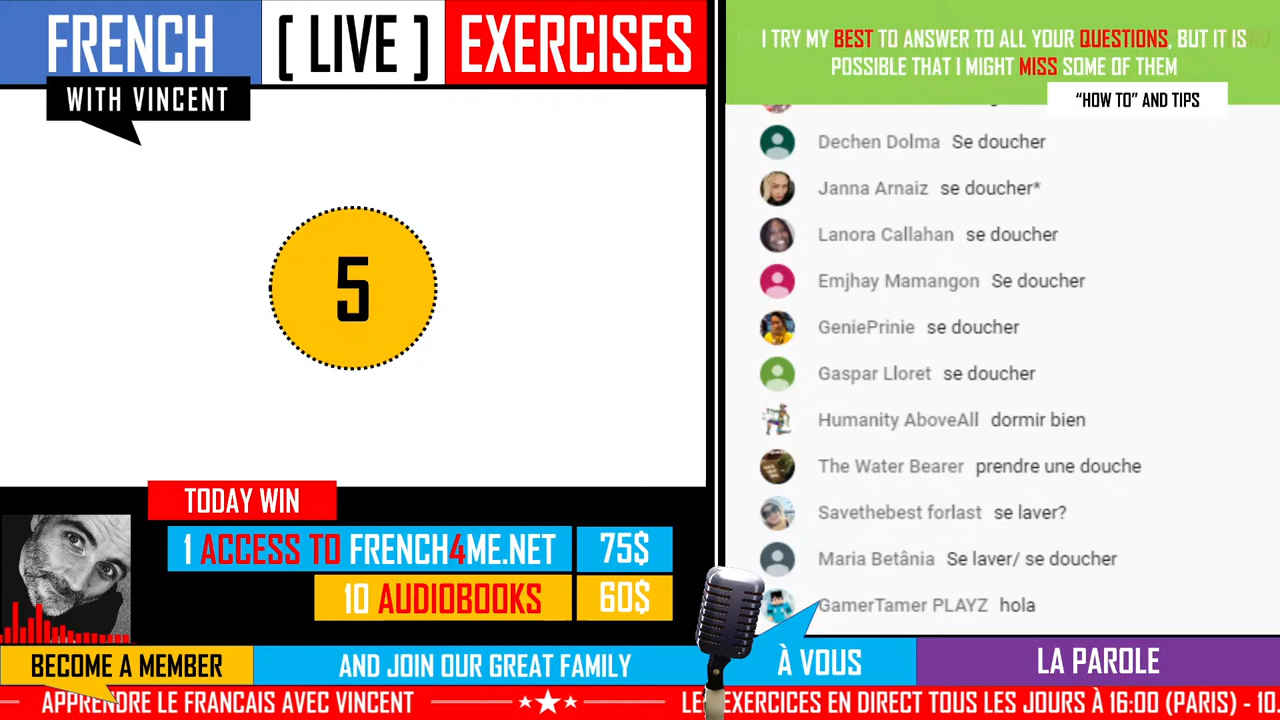 FRENCH [ LIVE ] EXERCISES
WITH VINCENT
I TRY MY BEST TO ANSWER TO ALL YOUR QUESTIONS, BUT IT IS
POSSIBLE THAT I MIGHT MISS SOME OF THEM
“HOW TO” AND TIPS
5
Dechen Dolma Se doucher
Janna Arnaiz se doucher*
Lanora Callahan se doucher
Emjhay Mamangon Se doucher
GeniePrinie se doucher
Gaspar Lloret se doucher
Humanity AboveAll dormir bien
The Water Bearer prendre une douche
Savethebest forlast se laver?
Maria Betânia Se laver/ se doucher
GamerTamer PLAYZ hola
TODAY WIN
1 ACCESS TO FRENCH4ME.NET 75$
10 AUDIOBOOKS 60$
BECOME A MEMBER AND JOIN OUR GREAT FAMILY
À VOUS LA PAROLE
APPRENDRE LE FRANCAIS AVEC VINCENT
EXERCICES EN DIRECT TOUS LES JOURS À 16:00 (PARIS) - 10.